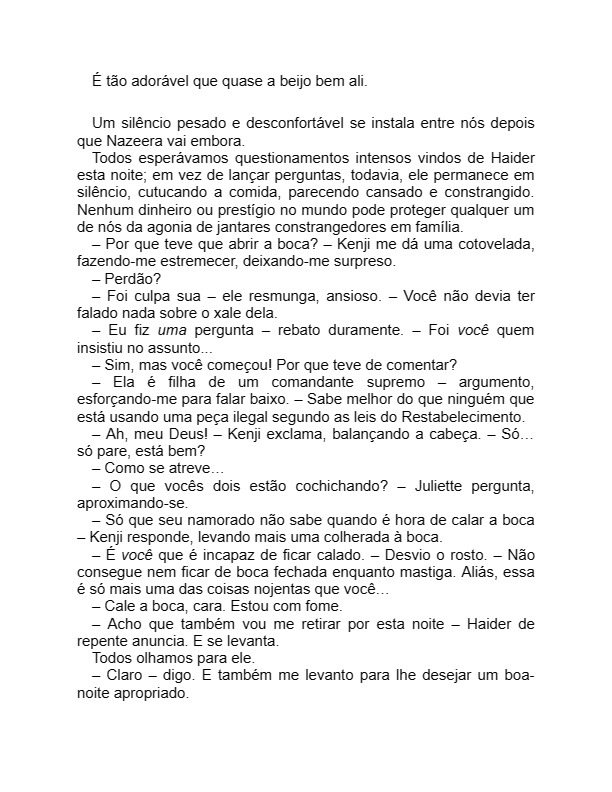 É tão adorável que quase a beijo bem ali.
Um silêncio pesado e desconfortável se instala entre nós depois
que Nazeera vai embora.
Todos esperávamos questionamentos intensos vindos de Haider
esta noite; em vez de lançar perguntas, todavia, ele permanece em
silêncio, cutucando a comida, parecendo cansado e constrangido.
Nenhum dinheiro ou prestígio no mundo pode proteger qualquer um
de nós da agonia de jantares constrangedores em família.
– Por que teve que abrir a boca? – Kenji me dá uma cotovelada,
fazendo-me estremecer, deixando-me surpreso.
– Perdão?
– Foi culpa sua – ele resmunga, ansioso. – Você não devia ter
falado nada sobre o xale dela.
– Eu fiz uma pergunta – rebato duramente. – Foi você quem
insistiu no assunto...
– Sim, mas você começou! Por que teve de comentar?
– Ela é filha de um comandante supremo – argumento,
esforçando-me para falar baixo. – Sabe melhor do que ninguém que
está usando uma peça ilegal segundo as leis do Restabelecimento.
– Ah, meu Deus! – Kenji exclama, balançando a cabeça. – Só…
só pare, está bem?
– Como se atreve…
– O que vocês dois estão cochichando? – Juliette pergunta,
aproximando-se.
– Só que seu namorado não sabe quando é hora de calar a boca
– Kenji responde, levando mais uma colherada à boca.
– É você que é incapaz de ficar calado. – Desvio o rosto. – Não
consegue nem ficar de boca fechada enquanto mastiga. Aliás, essa
é só mais uma das coisas nojentas que você…
– Cale a boca, cara. Estou com fome.
– Acho que também vou me retirar por esta noite – Haider de
repente anuncia. E se levanta.
Todos olhamos para ele.
– Claro – digo. E também me levanto para lhe desejar um boa-
noite apropriado.